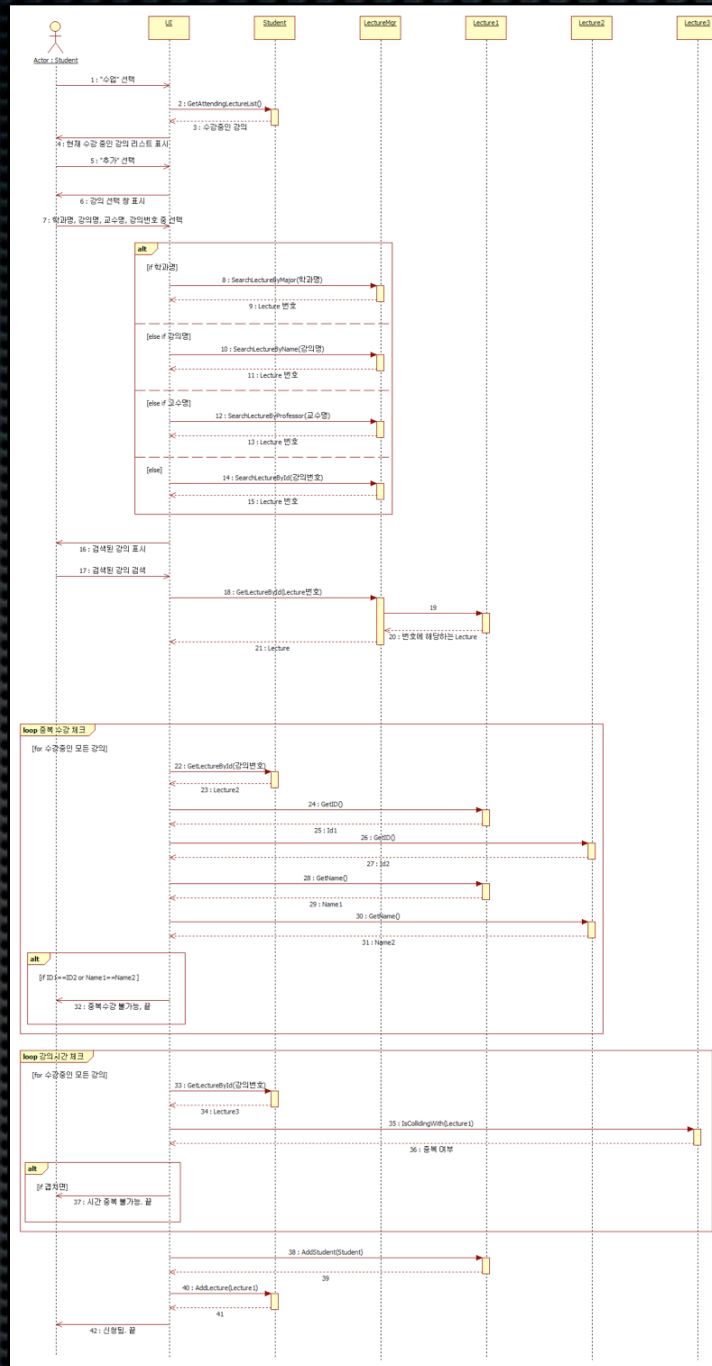 UI
Student
LectureMgr
Lecture1
Lecture2
Lecture3
Actor : Student
1 : "수업" 선택
2 : GetAttendingLectureList()
3 : 수강중인 강의
4 : 현재 수강 중인 강의 리스트 표시
5 : "추가" 선택
6 : 강의 선택 창 표시
7 : 학과명, 강의명, 교수명, 강의번호 중 선택
alt
[if 학과명]
8 : SearchLectureByMajor(학과명)
9 : Lecture 번호
[else if 강의명]
10 : SearchLectureByName(강의명)
11 : Lecture 번호
[else if 교수명]
12 : SearchLectureByProfessor(교수명)
13 : Lecture 번호
[else]
14 : SearchLectureById(강의번호)
15 : Lecture 번호
16 : 검색된 강의 표시
17 : 검색된 강의 검색
18 : GetLectureById(Lecture번호)
19
20 : 번호에 해당하는 Lecture
21 : Lecture
loop 중복 수강 체크
[for 수강중인 모든 강의]
22 : GetLectureById(강의번호)
23 : Lecture2
24 : GetID()
25 : Id1
26 : GetID()
27 : Id2
28 : GetName()
29 : Name1
30 : GetName()
31 : Name2
alt
[if ID1==ID2 or Name1==Name2 ]
32 : 중복수강 불가능, 끝
loop 강의시간 체크
[for 수강중인 모든 강의]
33 : GetLectureById(강의번호)
34 : Lecture3
35 : IsCollidingWith(Lecture1)
36 : 중복 여부
alt
[if 겹치면]
37 : 시간 중복 불가능. 끝
38 : AddStudent(Student)
39
40 : AddLecture(Lecture1)
41
42 : 신청됨. 끝